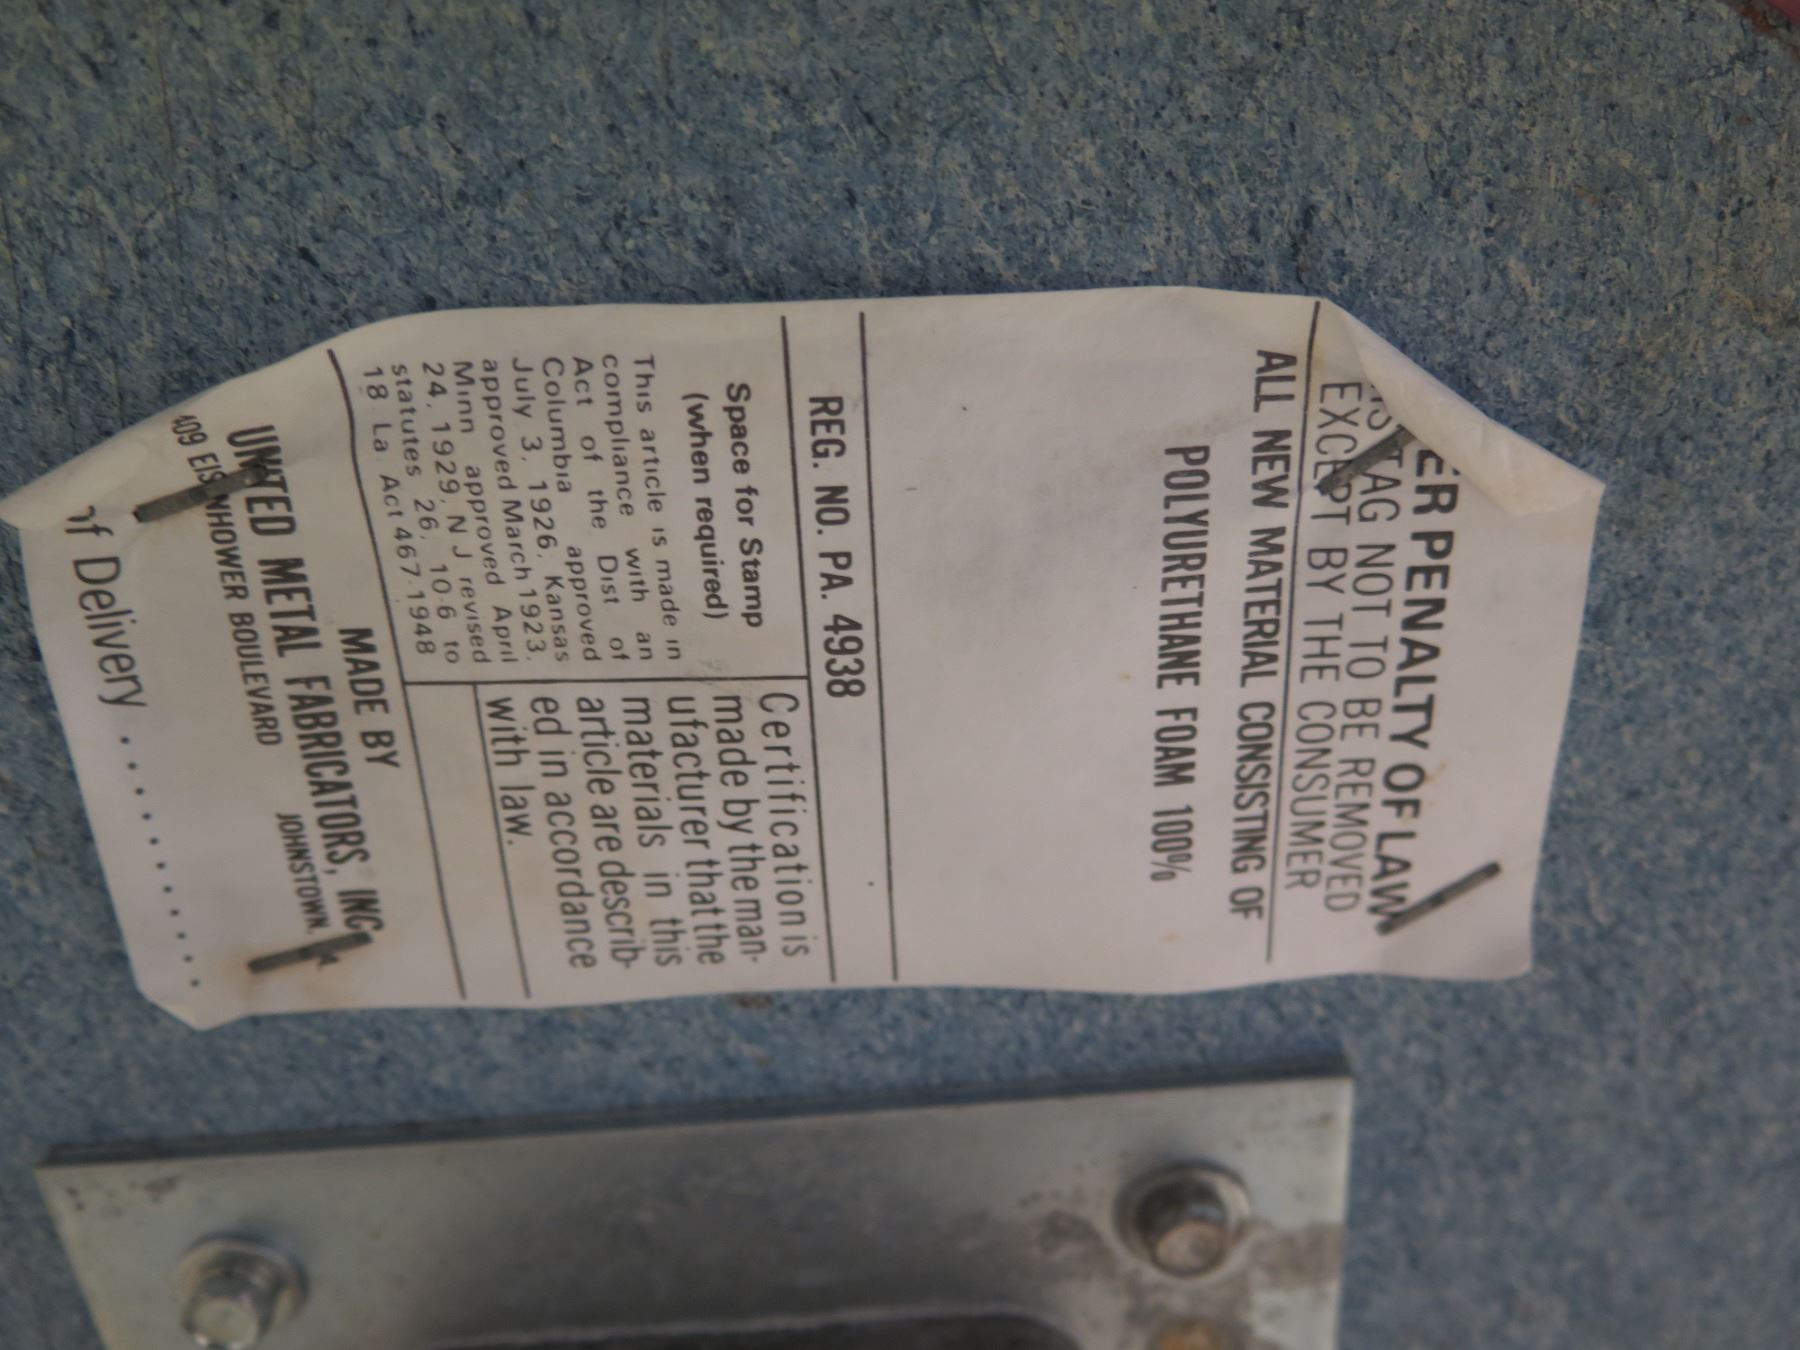 ER PENALTY OF LAW
IS TAG NOT TO BE REMOVED
EXCEPT BY THE CONSUMER
ALL NEW MATERIAL CONSISTING OF
POLYURETHANE FOAM 100%
REG. NO. PA. 4938
Space for Stamp
(when required)
This article is made in
compliance with an
Act of the Dist of
Columbia approved
July 3, 1926, Kansas
approved March 1923.
Minn approved April
24, 1929, N J revised
statutes 26. 10-6 to
18 La Act 467-1948
Certification is
made by the man-
ufacturer that the
materials in this
article are describ-
ed in accordance
with law.
MADE BY
UNITED METAL FABRICATORS, INC.
409 EISENHOWER BOULEVARD JOHNSTOWN,
of Delivery ............